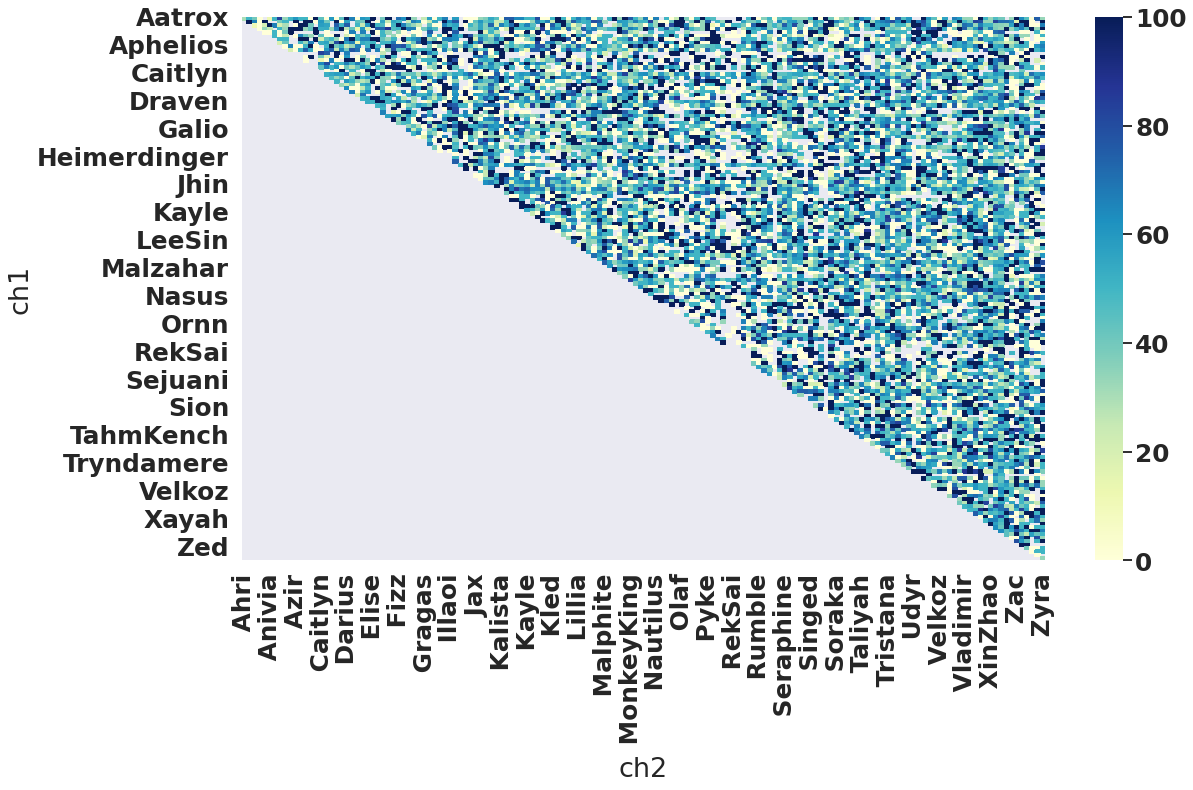 Aatrox
Aphelios
Caitlyn
Draven
Galio
Heimerdinger
Jhin
Kayle
LeeSin
Malzahar
Nasus
Ornn
RekSai
Sejuani
Sion
TahmKench
Tryndamere
Velkoz
Xayah
Zed
ch1
Ahri
Anivia
Azir
Caitlyn
Darius
Elise
Fizz
Gragas
Illaoi
Jax
Kalista
Kayle
Kled
Lillia
Malphite
MonkeyKing
Nautilus
Olaf
Pyke
RekSai
Rumble
Seraphine
Singed
Soraka
Taliyah
Tristana
Udyr
Velkoz
Vladimir
XinZhao
Zac
Zyra
ch2
100
80
60
40
20
0